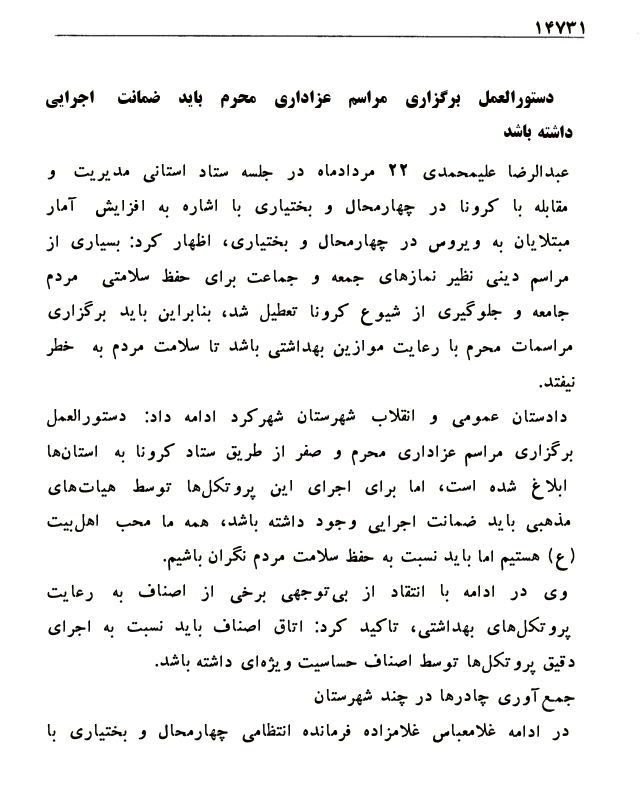 ۱۴۷۳۱
دستورالعمل برگزاری مراسم عزاداری محرم باید ضمانت اجرایی
داشته باشد
عبدالرضا علیمحمدی ۲۲ مردادماه در جلسه ستاد استانی مدیریت و
مقابله با کرونا در چهارمحال و بختیاری با اشاره به افزایش آمار
مبتلایان به ویروس در چهارمحال و بختیاری، اظهار کرد: بسیاری از
مراسم دینی نظیر نمازهای جمعه و جماعت برای حفظ سلامتی مردم
جامعه و جلوگیری از شیوع کرونا تعطیل شد، بنابراین باید برگزاری
مراسمات محرم با رعایت موازین بهداشتی باشد تا سلامت مردم به خطر
نیفتد.
دادستان عمومی و انقلاب شهرستان شهرکرد ادامه داد: دستورالعمل
برگزاری مراسم عزاداری محرم و صفر از طریق ستاد کرونا به استان‌ها
ابلاغ شده است، اما برای اجرای این پروتکل‌ها توسط هیات‌های
مذهبی باید ضمانت اجرایی وجود داشته باشد، همه ما محب اهل‌بیت
(ع) هستیم اما باید نسبت به حفظ سلامت مردم نگران باشیم.
وی در ادامه با انتقاد از بی‌توجهی برخی از اصناف به رعایت
پروتکل‌های بهداشتی، تاکید کرد: اتاق اصناف باید نسبت به اجرای
دقیق پروتکل‌ها توسط اصناف حساسیت ویژه‌ای داشته باشد.
جمع‌آوری چادرها در چند شهرستان
در ادامه غلامعباس غلامزاده فرمانده انتظامی چهارمحال و بختیاری با